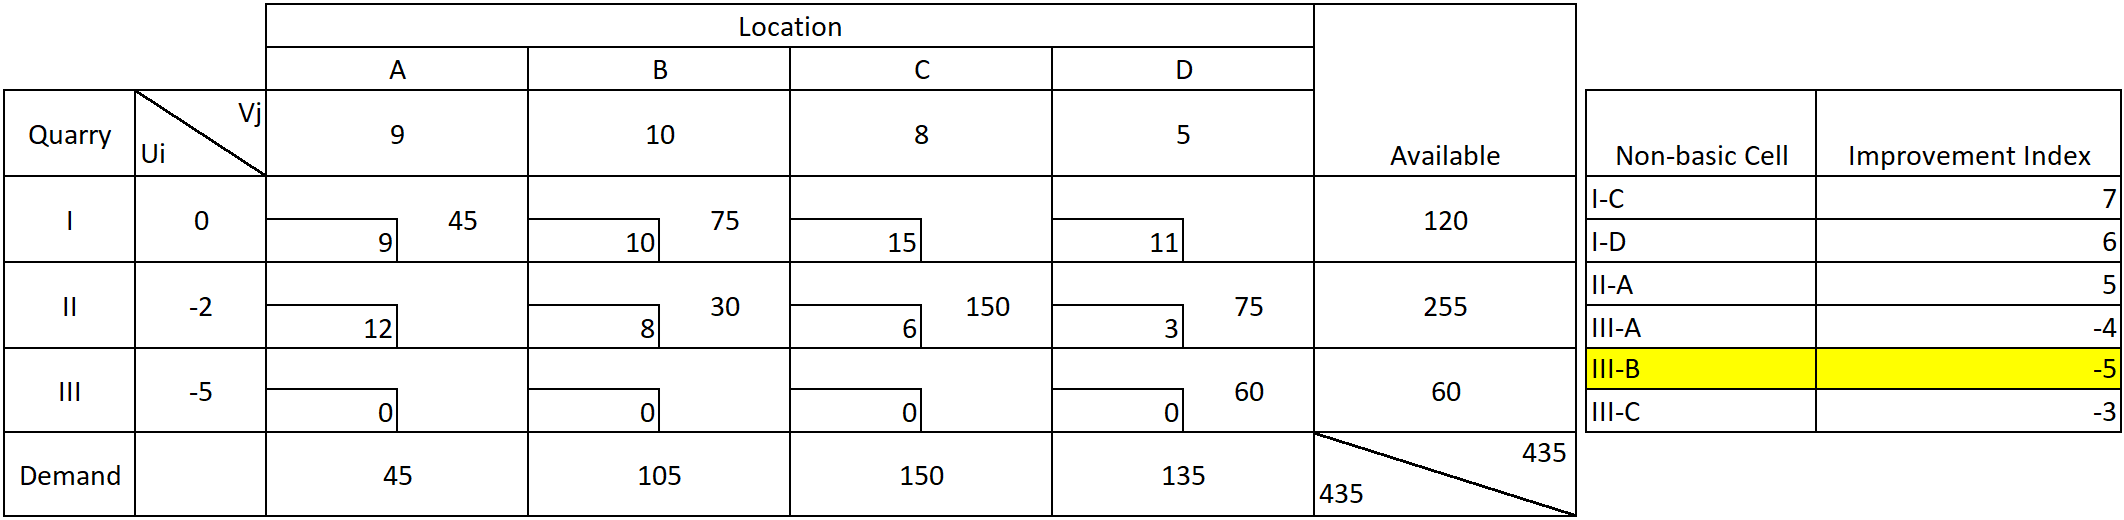 Location
A B C D
Quarry Vj Ui 9 10 8 5 Available Non-basic Cell Improvement Index
I 0 9 45 10 75 15 11 120
I-C 7
I-D 6
II -2 12 8 30 6 150 3 75 255
II-A 5
III-A -4
III -5 0 0 0 0 60 60
III-B -5
III-C -3
Demand 45 105 150 135 435 435